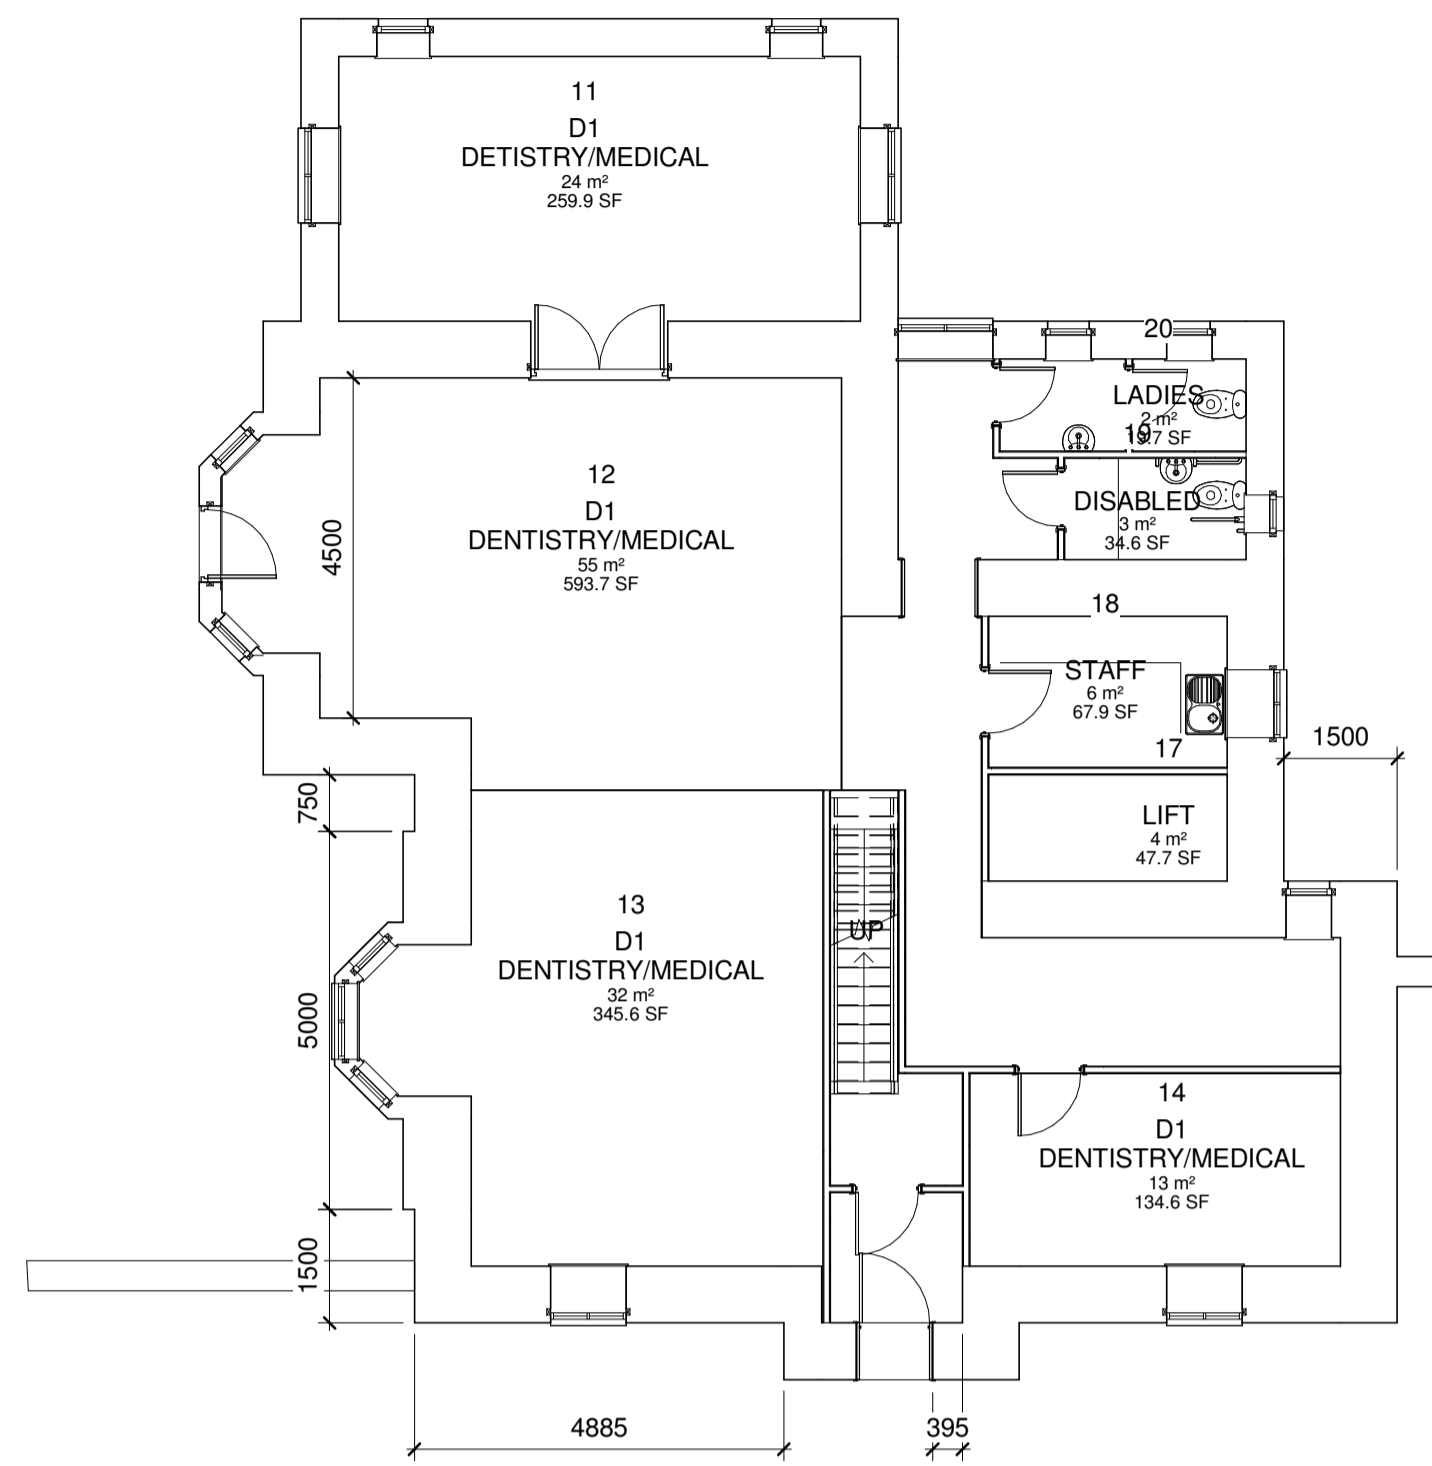 11
D1
DETISTRY/MEDICAL
24 m²
259.9 SF
20
LADIES
2 m²
19.7 SF
19
12
D1
DENTISTRY/MEDICAL
55 m²
593.7 SF
4500
DISABLED
3 m²
34.6 SF
18
STAFF
6 m²
67.9 SF
17
1500
750
LIFT
4 m²
47.7 SF
13
D1
DENTISTRY/MEDICAL
32 m²
345.6 SF
UP
5000
14
D1
DENTISTRY/MEDICAL
13 m²
134.6 SF
1500
4885
395